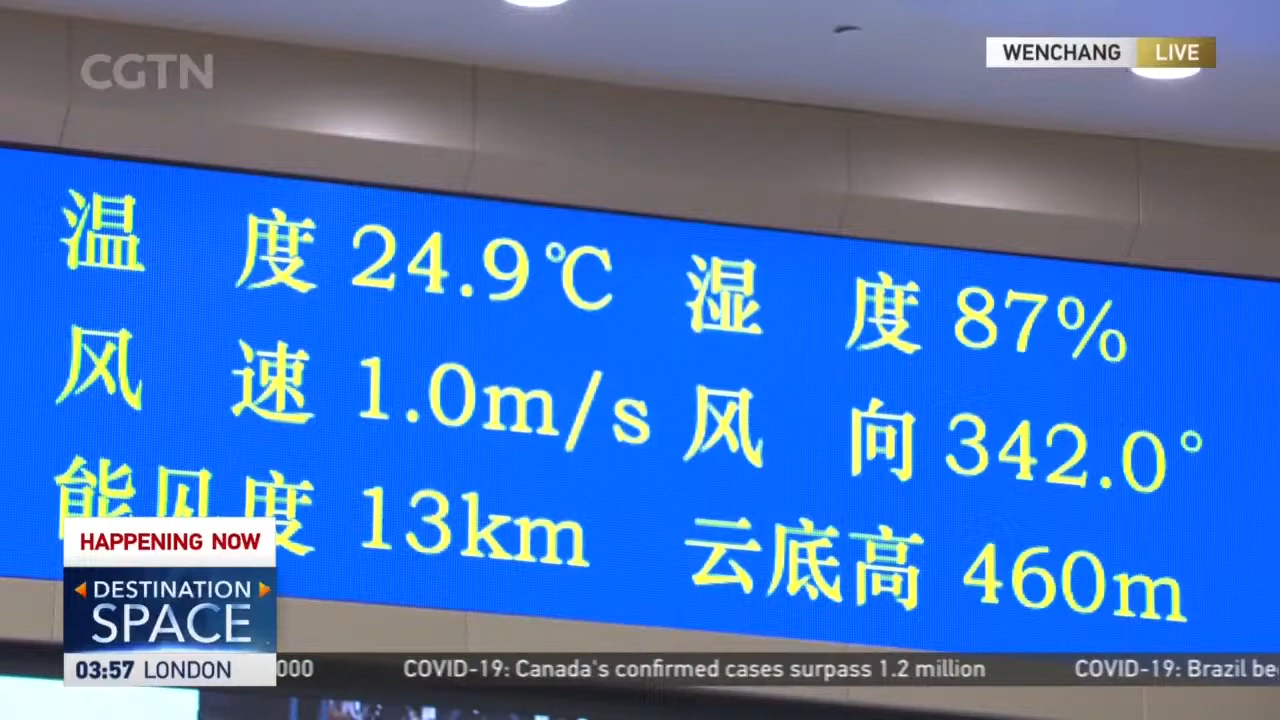 CGTN
WENCHANG LIVE
温 度 24.9℃ 湿 度 87%
风 速 1.0m/s 风 向 342.0°
能见度 13km 云底高 460m
HAPPENING NOW
DESTINATION
SPACE
03:57 LONDON
000 COVID-19: Canada's confirmed cases surpass 1.2 million COVID-19: Brazil be